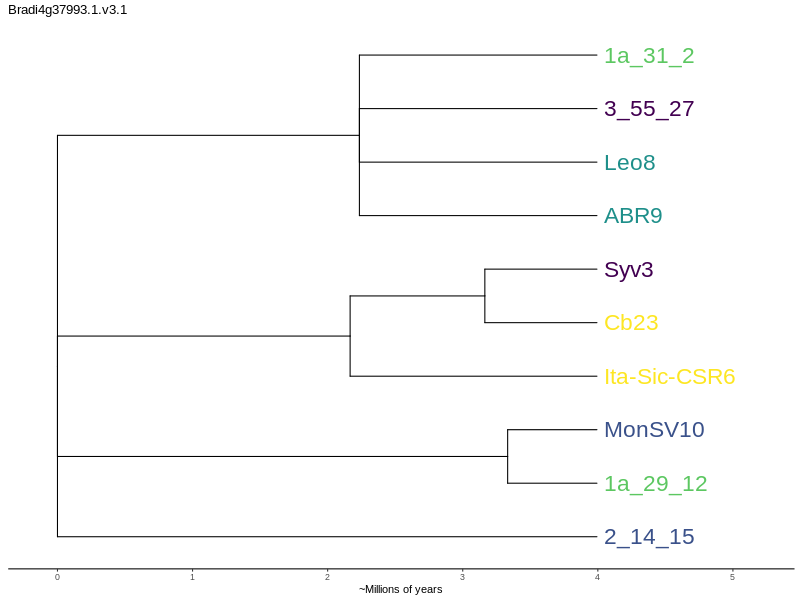 Bradi4g37993.1.v3.1
1a_31_2
3_55_27
Leo8
ABR9
Syv3
Cb23
Ita-Sic-CSR6
MonSV10
1a_29_12
2_14_15
0 1 2 3 4 5
~Millions of years